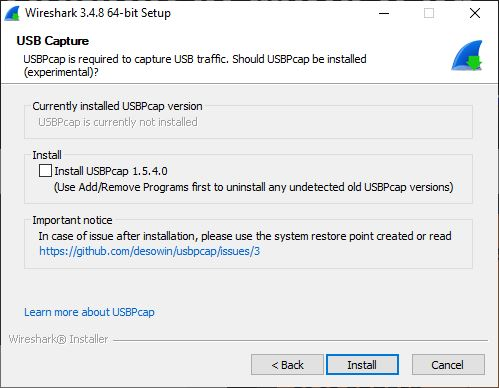 Wireshark 3.4.8 64-bit Setup
USB Capture
USBPcap is required to capture USB traffic. Should USBPcap be installed
(experimental)?
Currently installed USBPcap version
USBPcap is currently not installed
Install
Install USBPcap 1.5.4.0
(Use Add/Remove Programs first to uninstall any undetected old USBPcap versions)
Important notice
In case of issue after installation, please use the system restore point created or read
https://github.com/desowin/usbpcap/issues/3
Learn more about USBPcap
Wireshark® Installer
< Back
Install
Cancel